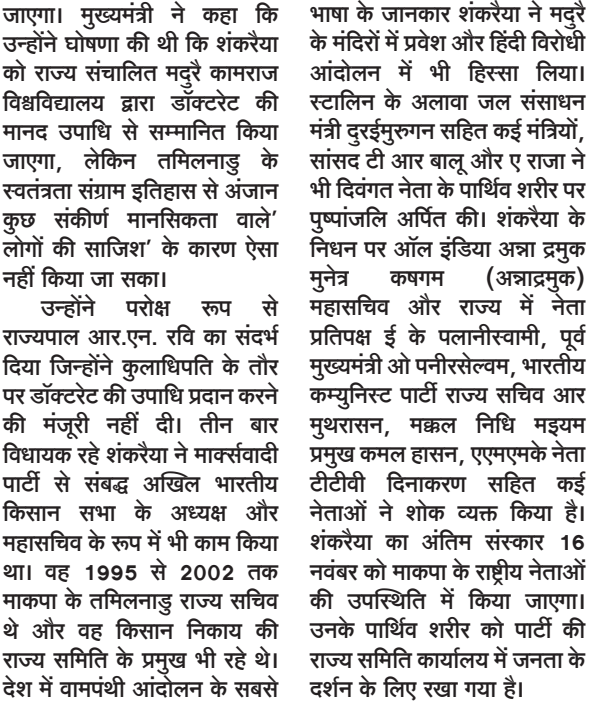 जाएगा। मुख्यमंत्री ने कहा कि
उन्होंने घोषणा की थी कि शंकरैया
को राज्य संचालित मदुरै कामराज
विश्वविद्यालय द्वारा डॉक्टरेट की
मानद उपाधि से सम्मानित किया
जाएगा, लेकिन तमिलनाडु के
स्वतंत्रता संग्राम इतिहास से अंजान
कुछ संकीर्ण मानसिकता वाले'
लोगों की साजिश' के कारण ऐसा
नहीं किया जा सका।
उन्होंने परोक्ष रूप से
राज्यपाल आर.एन. रवि का संदर्भ
दिया जिन्होंने कुलाधिपति के तौर
पर डॉक्टरेट की उपाधि प्रदान करने
की मंजूरी नहीं दी। तीन बार
विधायक रहे शंकरैया ने मार्क्सवादी
पार्टी से संबद्ध अखिल भारतीय
किसान सभा के अध्यक्ष और
महासचिव के रूप में भी काम किया
था। वह 1995 से 2002 तक
माकपा के तमिलनाडु राज्य सचिव
थे और वह किसान निकाय की
राज्य समिति के प्रमुख भी रहे थे।
देश में वामपंथी आंदोलन के सबसे
भाषा के जानकार शंकरैया ने मदुरै
के मंदिरों में प्रवेश और हिंदी विरोधी
आंदोलन में भी हिस्सा लिया।
स्टालिन के अलावा जल संसाधन
मंत्री दुरईमुरुगन सहित कई मंत्रियों,
सांसद टी आर बालू और ए राजा ने
भी दिवंगत नेता के पार्थिव शरीर पर
पुष्पांजलि अर्पित की। शंकरैया के
निधन पर ऑल इंडिया अन्ना द्रमुक
मुनेत्र कषगम (अन्नाद्रमुक)
महासचिव और राज्य में नेता
प्रतिपक्ष ई के पलानीस्वामी, पूर्व
मुख्यमंत्री ओ पनीरसेल्वम, भारतीय
कम्युनिस्ट पार्टी राज्य सचिव आर
मुथरासन, मक्कल निधि मइयम
प्रमुख कमल हासन, एएमएमके नेता
टीटीवी दिनाकरण सहित कई
नेताओं ने शोक व्यक्त किया है।
शंकरैया का अंतिम संस्कार 16
नवंबर को माकपा के राष्ट्रीय नेताओं
की उपस्थिति में किया जाएगा।
उनके पार्थिव शरीर को पार्टी की
राज्य समिति कार्यालय में जनता के
दर्शन के लिए रखा गया है।